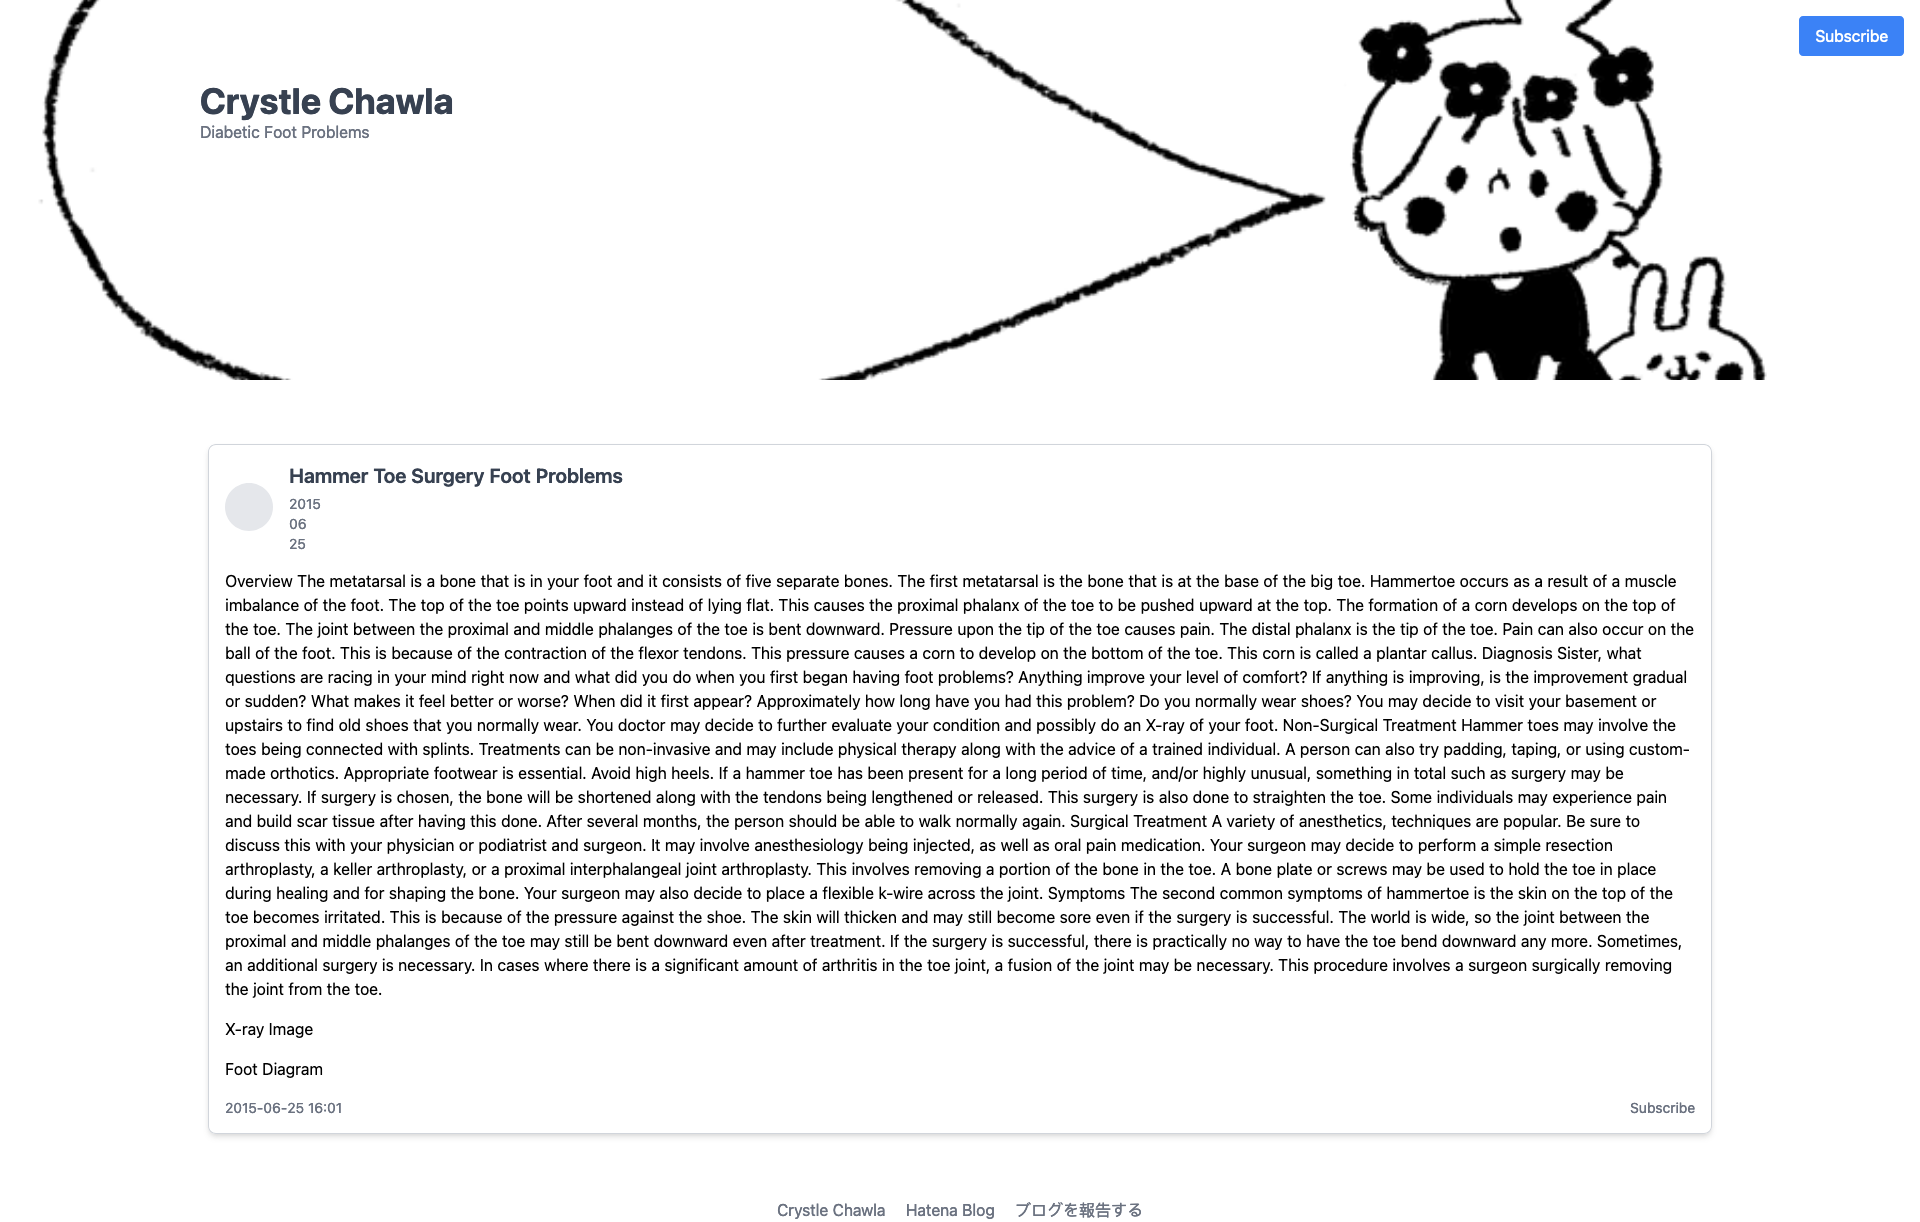 Subscribe
Crystle Chawla
Diabetic Foot Problems
Hammer Toe Surgery Foot Problems
2015
06
25
Overview The metatarsal is a bone that is in your foot and it consists of five separate bones. The first metatarsal is the bone that is at the base of the big toe. Hammertoe occurs as a result of a muscle
imbalance of the foot. The top of the toe points upward instead of lying flat. This causes the proximal phalanx of the toe to be pushed upward at the top. The formation of a corn develops on the top of
the toe. The joint between the proximal and middle phalanges of the toe is bent downward. Pressure upon the tip of the toe causes pain. The distal phalanx is the tip of the toe. Pain can also occur on the
ball of the foot. This is because of the contraction of the flexor tendons. This pressure causes a corn to develop on the bottom of the toe. This corn is called a plantar callus. Diagnosis Sister, what
questions are racing in your mind right now and what did you do when you first began having foot problems? Anything improve your level of comfort? If anything is improving, is the improvement gradual
or sudden? What makes it feel better or worse? When did it first appear? Approximately how long have you had this problem? Do you normally wear shoes? You may decide to visit your basement or
upstairs to find old shoes that you normally wear. You doctor may decide to further evaluate your condition and possibly do an X-ray of your foot. Non-Surgical Treatment Hammer toes may involve the
toes being connected with splints. Treatments can be non-invasive and may include physical therapy along with the advice of a trained individual. A person can also try padding, taping, or using custom-
made orthotics. Appropriate footwear is essential. Avoid high heels. If a hammer toe has been present for a long period of time, and/or highly unusual, something in total such as surgery may be
necessary. If surgery is chosen, the bone will be shortened along with the tendons being lengthened or released. This surgery is also done to straighten the toe. Some individuals may experience pain
and build scar tissue after having this done. After several months, the person should be able to walk normally again. Surgical Treatment A variety of anesthetics, techniques are popular. Be sure to
discuss this with your physician or podiatrist and surgeon. It may involve anesthesiology being injected, as well as oral pain medication. Your surgeon may decide to perform a simple resection
arthroplasty, a keller arthroplasty, or a proximal interphalangeal joint arthroplasty. This involves removing a portion of the bone in the toe. A bone plate or screws may be used to hold the toe in place
during healing and for shaping the bone. Your surgeon may also decide to place a flexible k-wire across the joint. Symptoms The second common symptoms of hammertoe is the skin on the top of the
toe becomes irritated. This is because of the pressure against the shoe. The skin will thicken and may still become sore even if the surgery is successful. The world is wide, so the joint between the
proximal and middle phalanges of the toe may still be bent downward even after treatment. If the surgery is successful, there is practically no way to have the toe bend downward any more. Sometimes,
an additional surgery is necessary. In cases where there is a significant amount of arthritis in the toe joint, a fusion of the joint may be necessary. This procedure involves a surgeon surgically removing
the joint from the toe.
X-ray Image
Foot Diagram
2015-06-25 16:01
Subscribe
Crystle Chawla Hatena Blog ブログを報告する